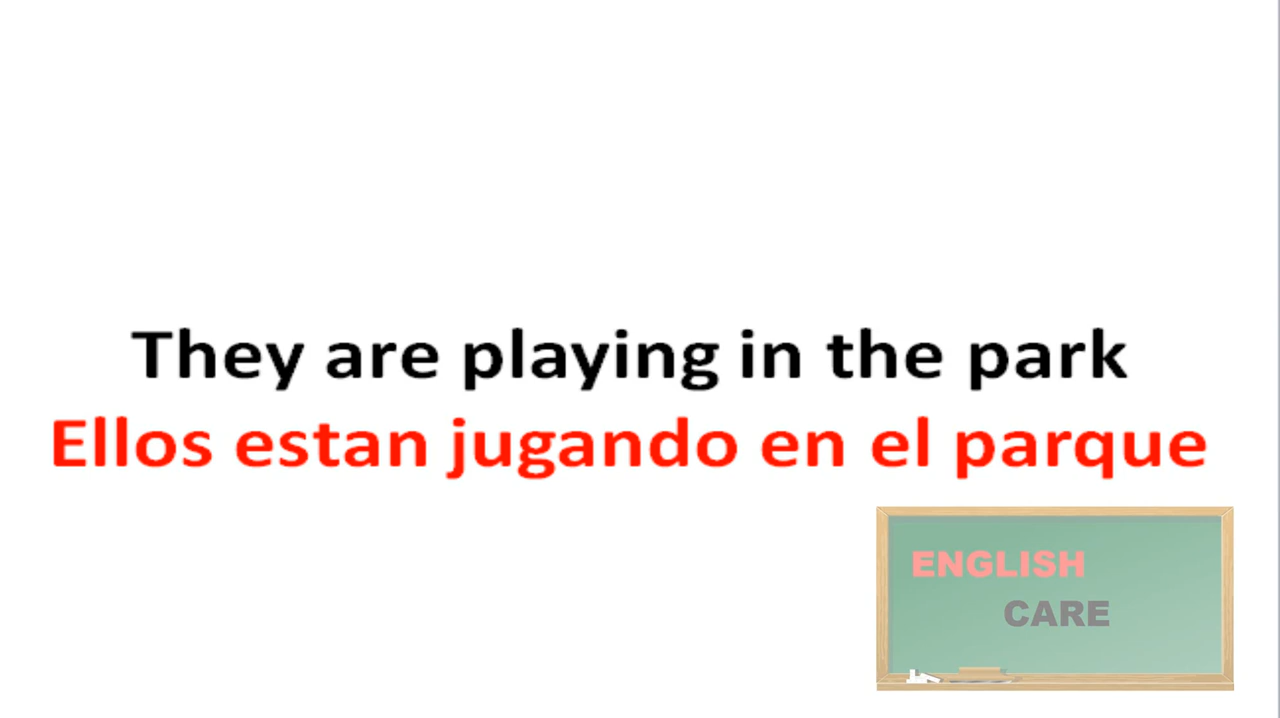 They are playing in the park
Ellos estan jugando en el parque
ENGLISH
CARE